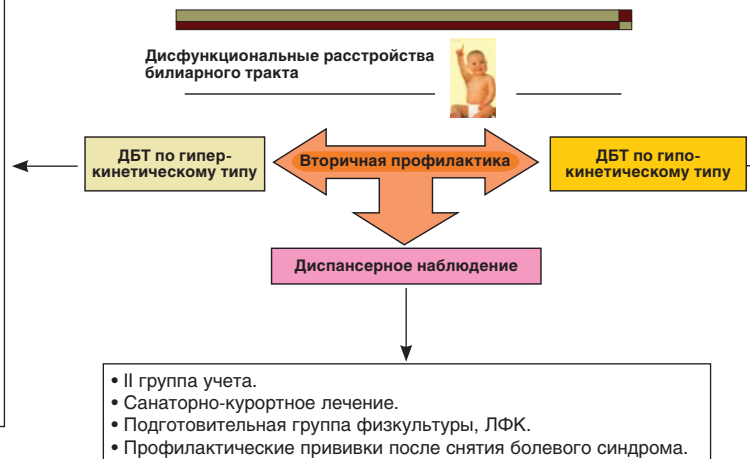 Дисфункциональные расстройства
билиарного тракта
ДБТ по гипер-
кинетическому типу
Вторичная профилактика
ДБТ по гипо-
кинетическому типу
Диспансерное наблюдение
• II группа учета.
• Санаторно-курортное лечение.
• Подготовительная группа физкультуры, ЛФК.
• Профилактические прививки после снятия болевого синдрома.